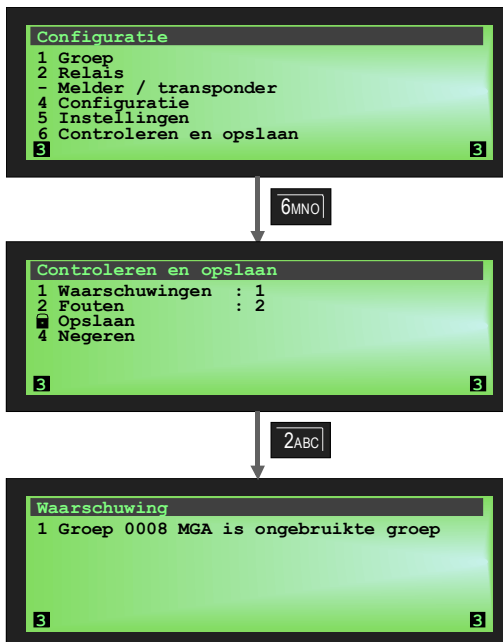 Configuratie
1 Groep
2 Relais
- Melder / transponder
4 Configuratie
5 Instellingen
6 Controleren en opslaan
3 3
6MNO
Controleren en opslaan
1 Waarschuwingen : 1
2 Fouten : 2
Opslaan
4 Negeren
3 3
2ABC
Waarschuwing
1 Groep 0008 MGA is ongebruikte groep
3 3